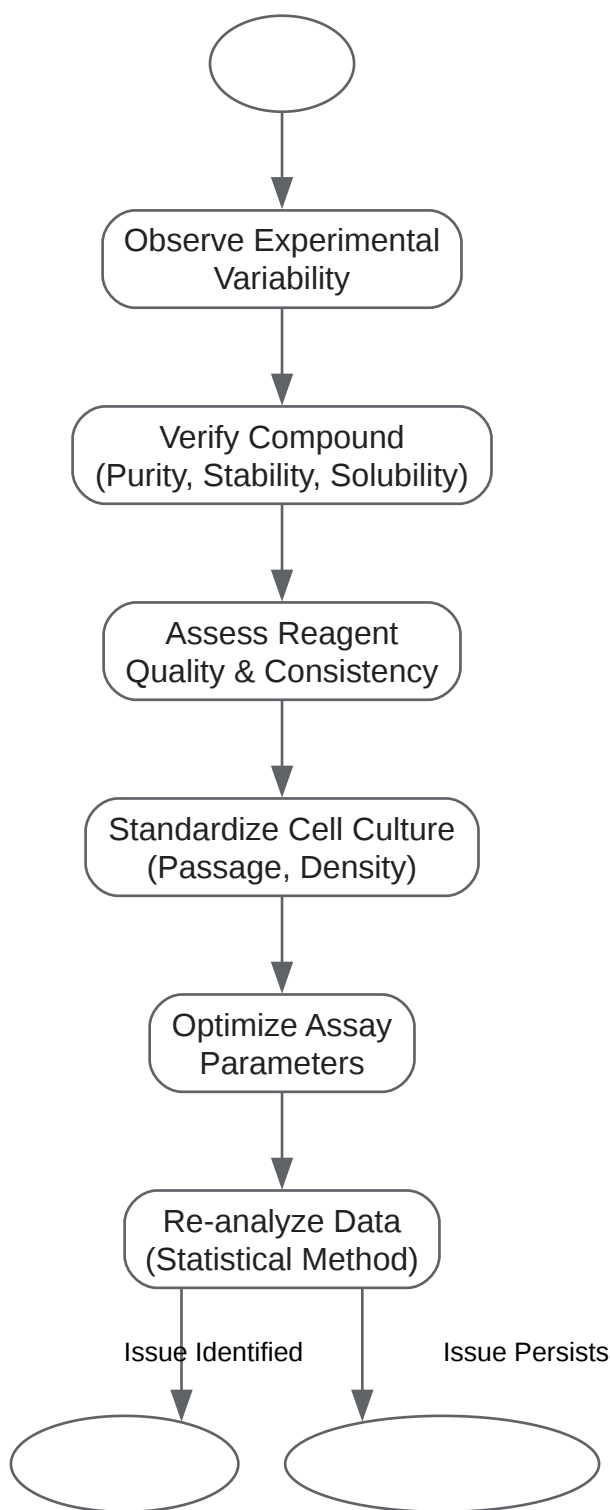 Observe Experimental
Variability
Verify Compound
(Purity, Stability, Solubility)
Assess Reagent
Quality & Consistency
Standardize Cell Culture
(Passage, Density)
Optimize Assay
Parameters
Re-analyze Data
(Statistical Method)
Issue Identified
Issue Persists